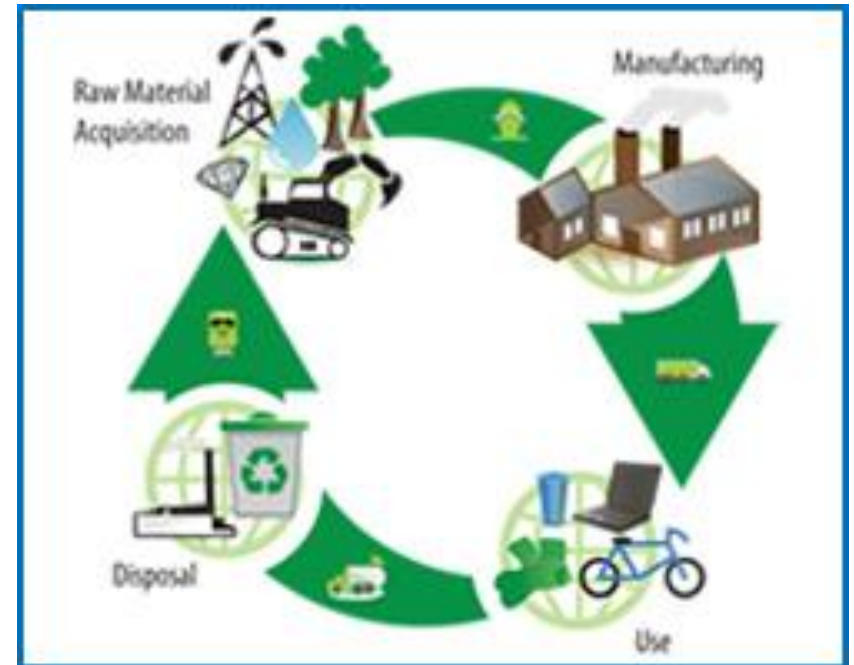 Raw Material
Acquisition
Manufacturing
Disposal
Use